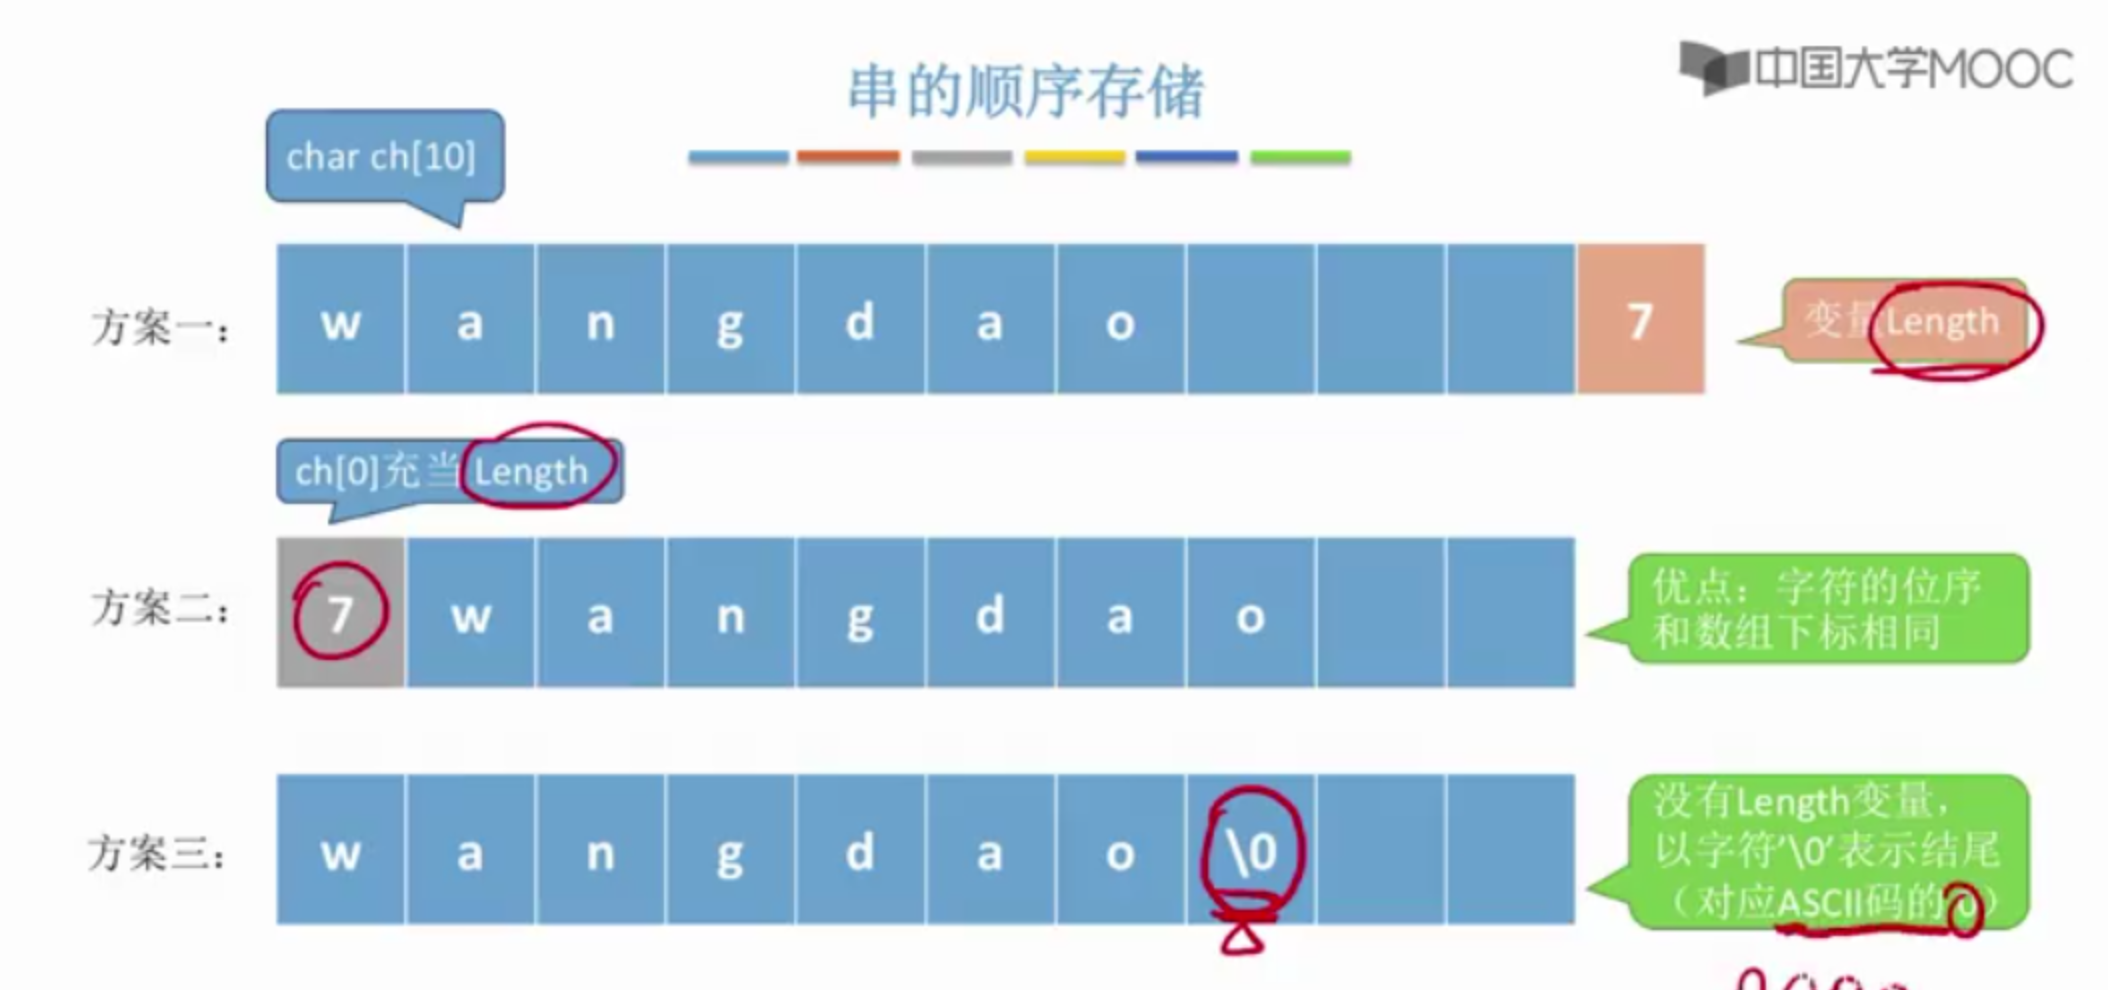 中国大学MOOC
串的顺序存储
char ch[10]
方案一：
w a n g d a o 7
变量Length
ch[0]充当Length
方案二：
7 w a n g d a o
优点：字符的位序
和数组下标相同
方案三：
w a n g d a o \0
没有Length变量，
以字符'\0'表示结尾
（对应ASCII码的 0）